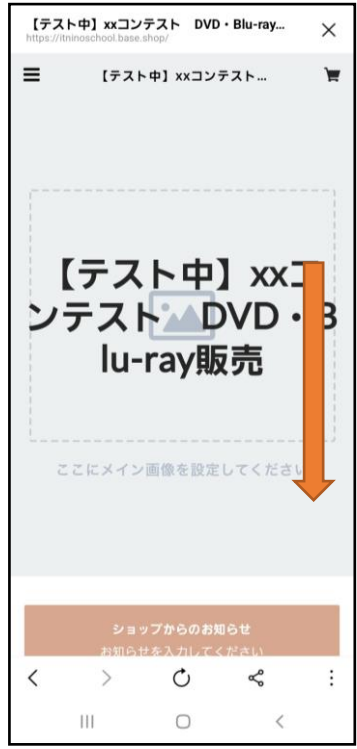 【テスト中】xxコンテスト　DVD・Blu-ray...
https://itninoschool.base.shop/
【テスト中】xxコンテスト...
【テスト中】xxコ
ンテスト　DVD・B
lu-ray販売
ここにメイン画像を設定してください
ショップからのお知らせ
お知らせを入力してください